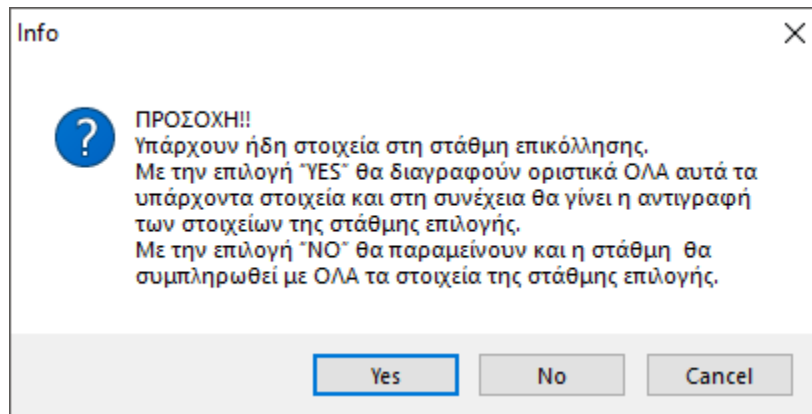 Info
ΠΡΟΣΟΧΗ!!
Υπάρχουν ήδη στοιχεία στη στάθμη επικόλλησης.
Με την επιλογή "YES" θα διαγραφούν οριστικά ΟΛΑ αυτά τα
υπάρχοντα στοιχεία και στη συνέχεια θα γίνει η αντιγραφή
των στοιχείων της στάθμης επιλογής.
Με την επιλογή "NO" θα παραμείνουν και η στάθμη  θα
συμπληρωθεί με ΟΛΑ τα στοιχεία της στάθμης επιλογής.
Yes No Cancel